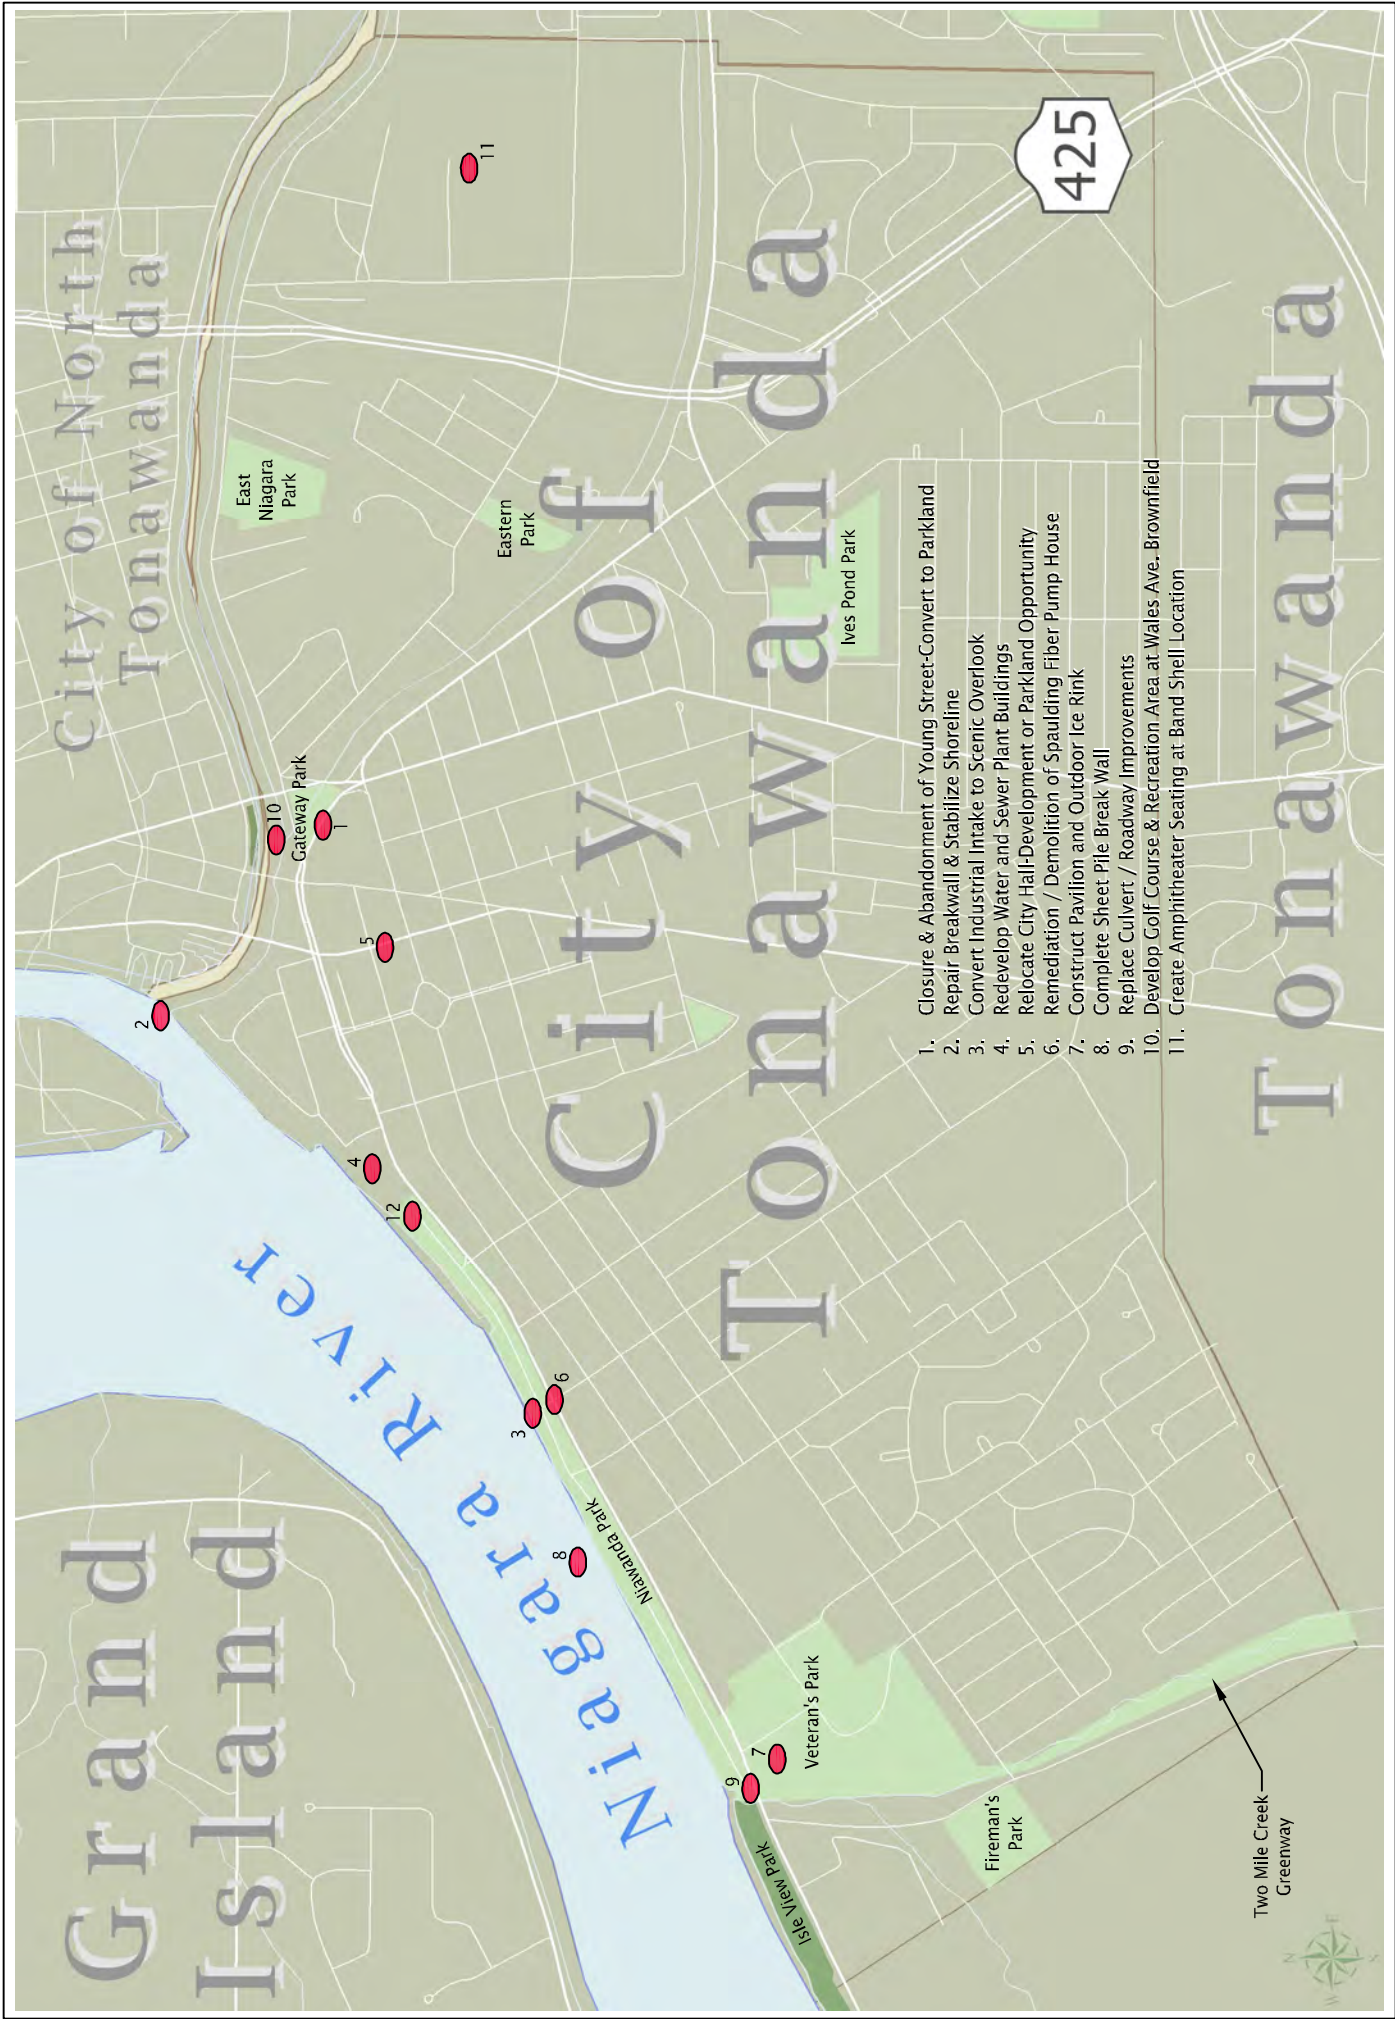 City of North
Tonawanda
Grand
Island
Niagara River
City of
Tonawanda
Tonawanda
425
East
Niagara
Park
Eastern
Park
Ives Pond Park
Gateway Park
Niawanda Park
Veteran's Park
Isle View Park
Fireman's
Park
Two Mile Creek
Greenway
2
10
1
5
4
12
11
3
6
8
9
7
1. Closure & Abandonment of Young Street-Convert to Parkland
2. Repair Breakwall & Stabilize Shoreline
3. Convert Industrial Intake to Scenic Overlook
4. Redevelop Water and Sewer Plant Buildings
5. Relocate City Hall-Development or Parkland Opportunity
6. Remediation / Demolition of Spaulding Fiber Pump House
7. Construct Pavilion and Outdoor Ice Rink
8. Complete Sheet Pile Break Wall
9. Replace Culvert / Roadway Improvements
10. Develop Golf Course & Recreation Area at Wales Ave. Brownfield
11. Create Amphitheater Seating at Band Shell Location
N
E
S
W